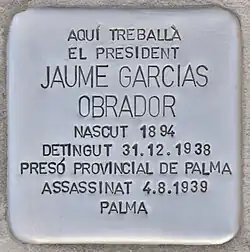 AQUÍ TREBALLÀ
EL PRESIDENT
JAUME GARCIAS
OBRADOR
NASCUT 1894
DETINGUT 31.12.1938
PRESÓ PROVINCIAL DE PALMA
ASSASSINAT 4.8.1939
PALMA